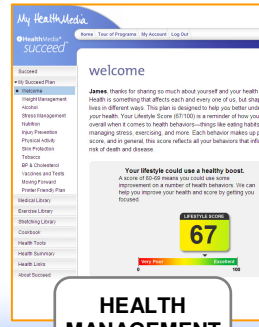 My HealthMedia
Home Tour of Programs My Account Log Out
HealthMedia®
SUCCEED™
Succeed
My Succeed Plan
Welcome
Weight Management
Alcohol
Stress Management
Nutrition
Injury Prevention
Physical Activity
Skin Protection
Tobacco
BP & Cholesterol
Vaccines and Tests
Moving Forward
Printer Friendly Plan
Medical Library
Exercise Library
Stretching Library
Cookbook
Health Tools
Health Summary
Health Links
About Succeed
welcome
James, thanks for sharing so much about yourself and your health
Health is something that affects each and every one of us, but shap
lives in different ways. This plan is designed to help you better unde
your health. Your Lifestyle Score (67/100) is a reminder of how you
overall when it comes to health behaviors—things like eating habits
managing stress, exercising, and more. Each behavior makes up p
score, and in general, this score reflects all your behaviors that infl
risk of death and disease
Your lifestyle could use a healthy boost.
A score of 60-69 means you could use some
improvement on a number of health behaviors. We can
help you improve your health and score by getting you
focused.
LIFESTYLE SCORE
67
Very Poor Excellent
0 100
HEALTH
MANAGEMENT